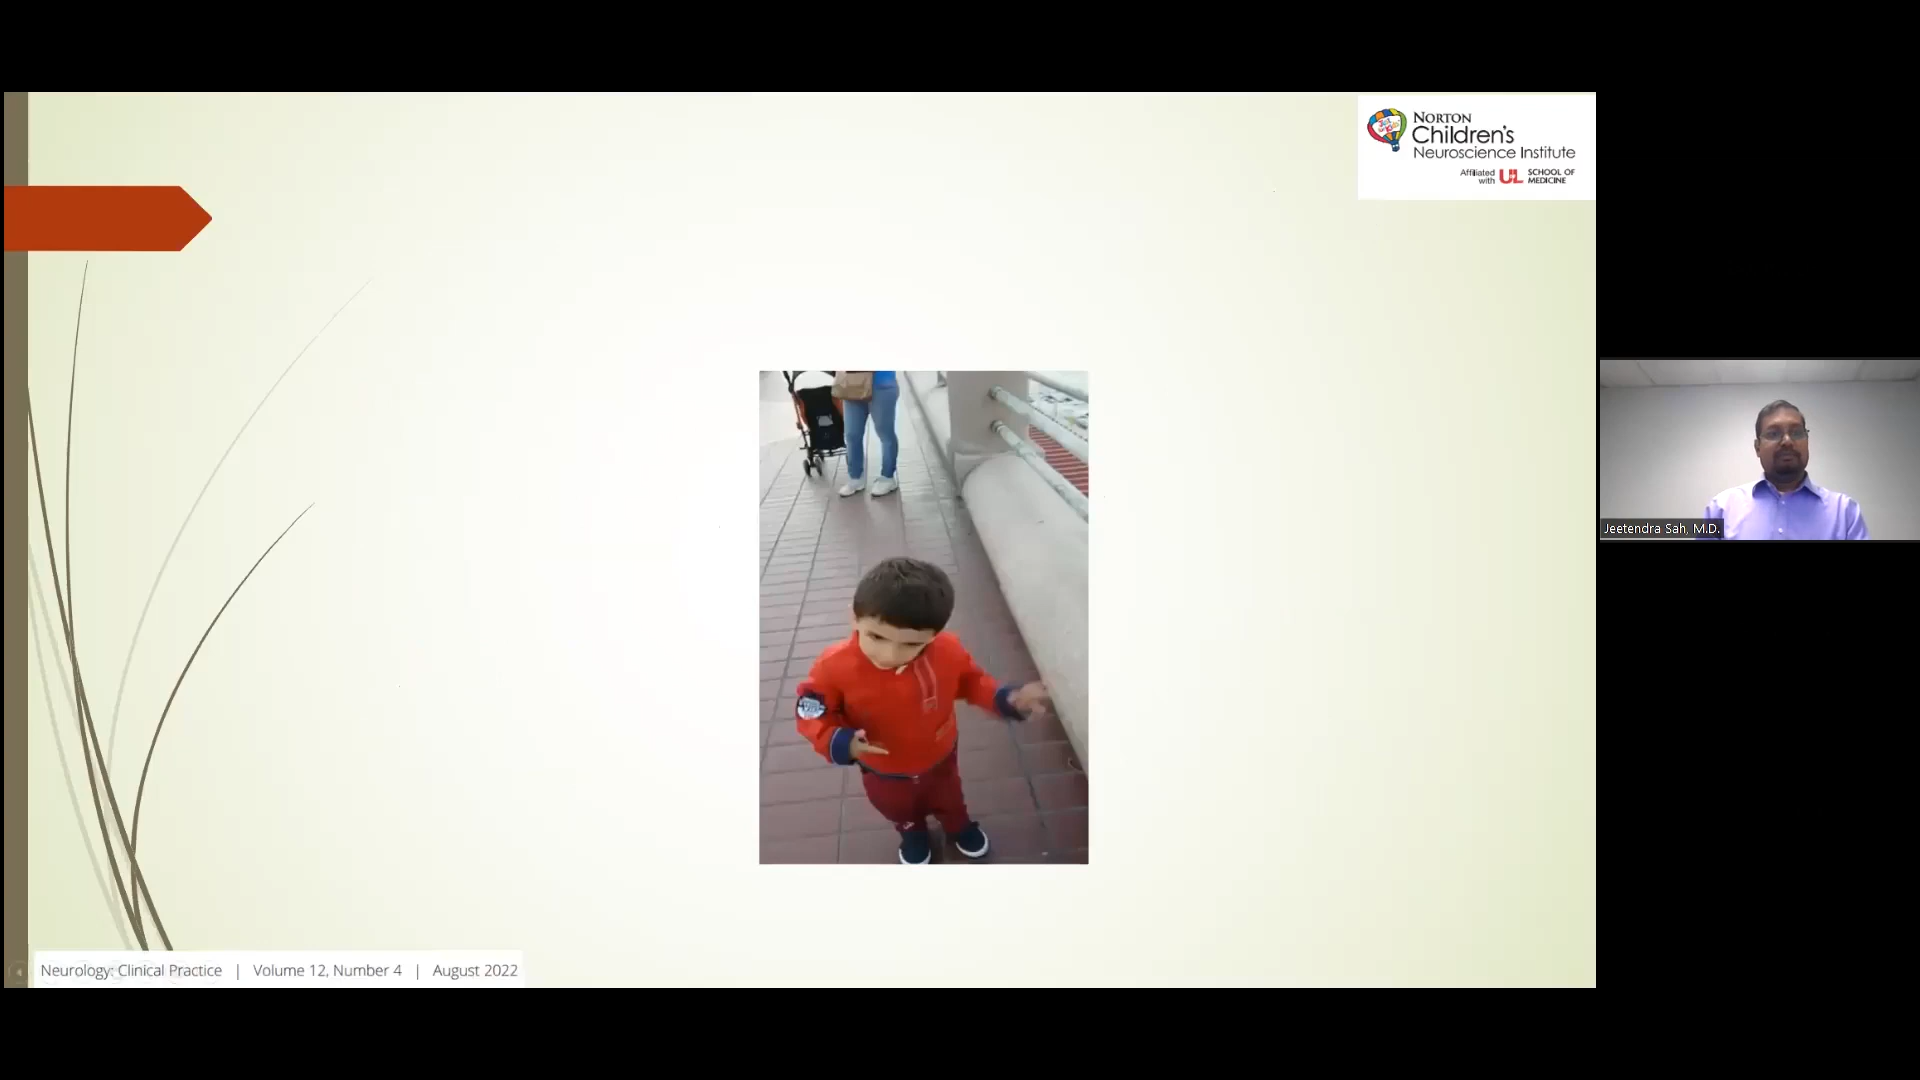 NORTON
Children's
Neuroscience Institute
Affiliated with UL SCHOOL OF MEDICINE
Jeetendra Sah, M.D.
Neurology: Clinical Practice | Volume 12, Number 4 | August 2022